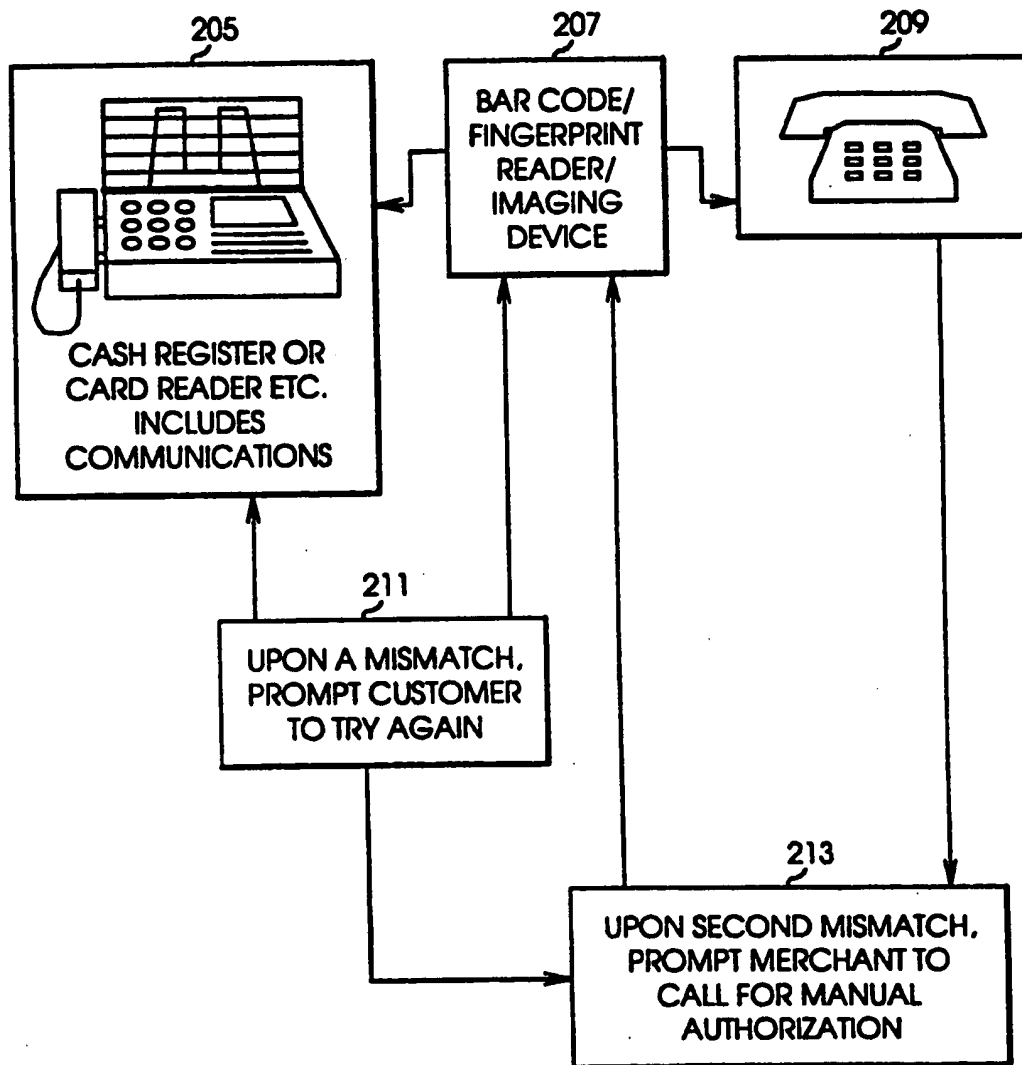 205
207
209
BAR CODE/
FINGERPRINT
READER/
IMAGING
DEVICE
CASH REGISTER OR
CARD READER ETC.
INCLUDES
COMMUNICATIONS
211
UPON A MISMATCH,
PROMPT CUSTOMER
TO TRY AGAIN
213
UPON SECOND MISMATCH,
PROMPT MERCHANT TO
CALL FOR MANUAL
AUTHORIZATION